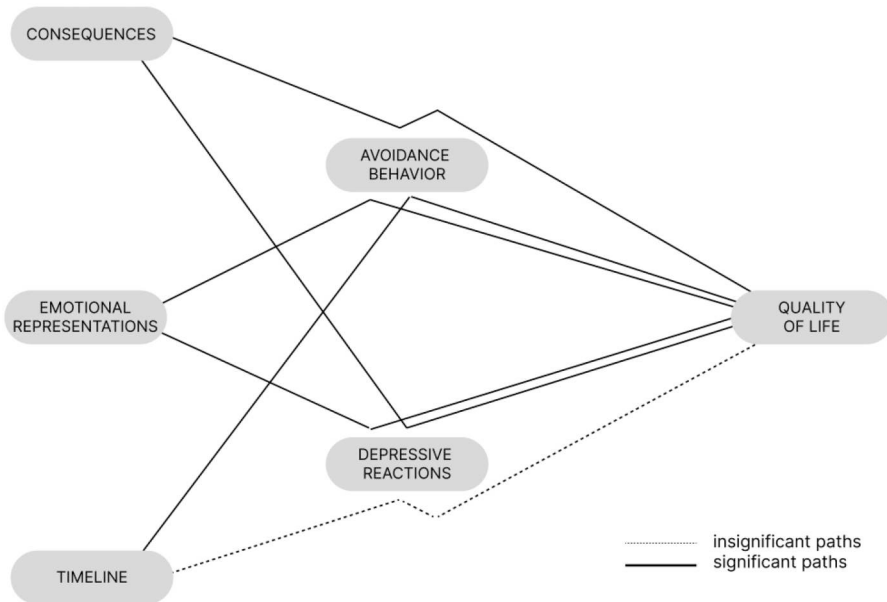 CONSEQUENCES
AVOIDANCE
BEHAVIOR
EMOTIONAL
REPRESENTATIONS
QUALITY
OF LIFE
DEPRESSIVE
REACTIONS
TIMELINE
insignificant paths
significant paths